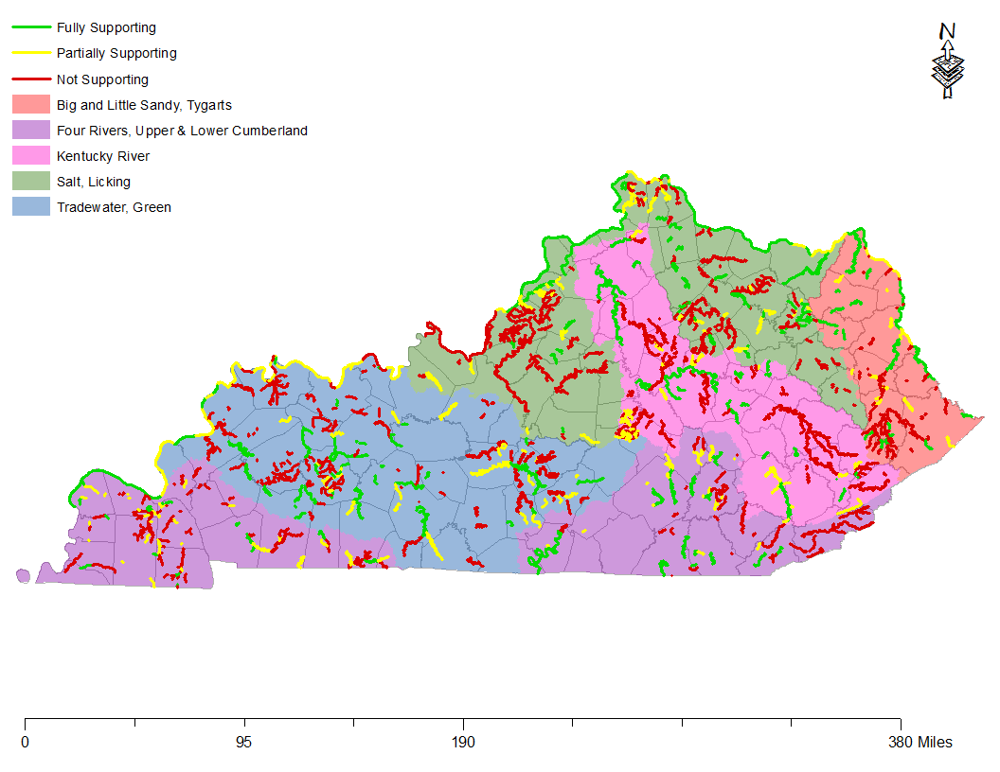 Fully Supporting
Partially Supporting
Not Supporting
Big and Little Sandy, Tygarts
Four Rivers, Upper & Lower Cumberland
Kentucky River
Salt, Licking
Tradewater, Green
N
0 95 190 380 Miles